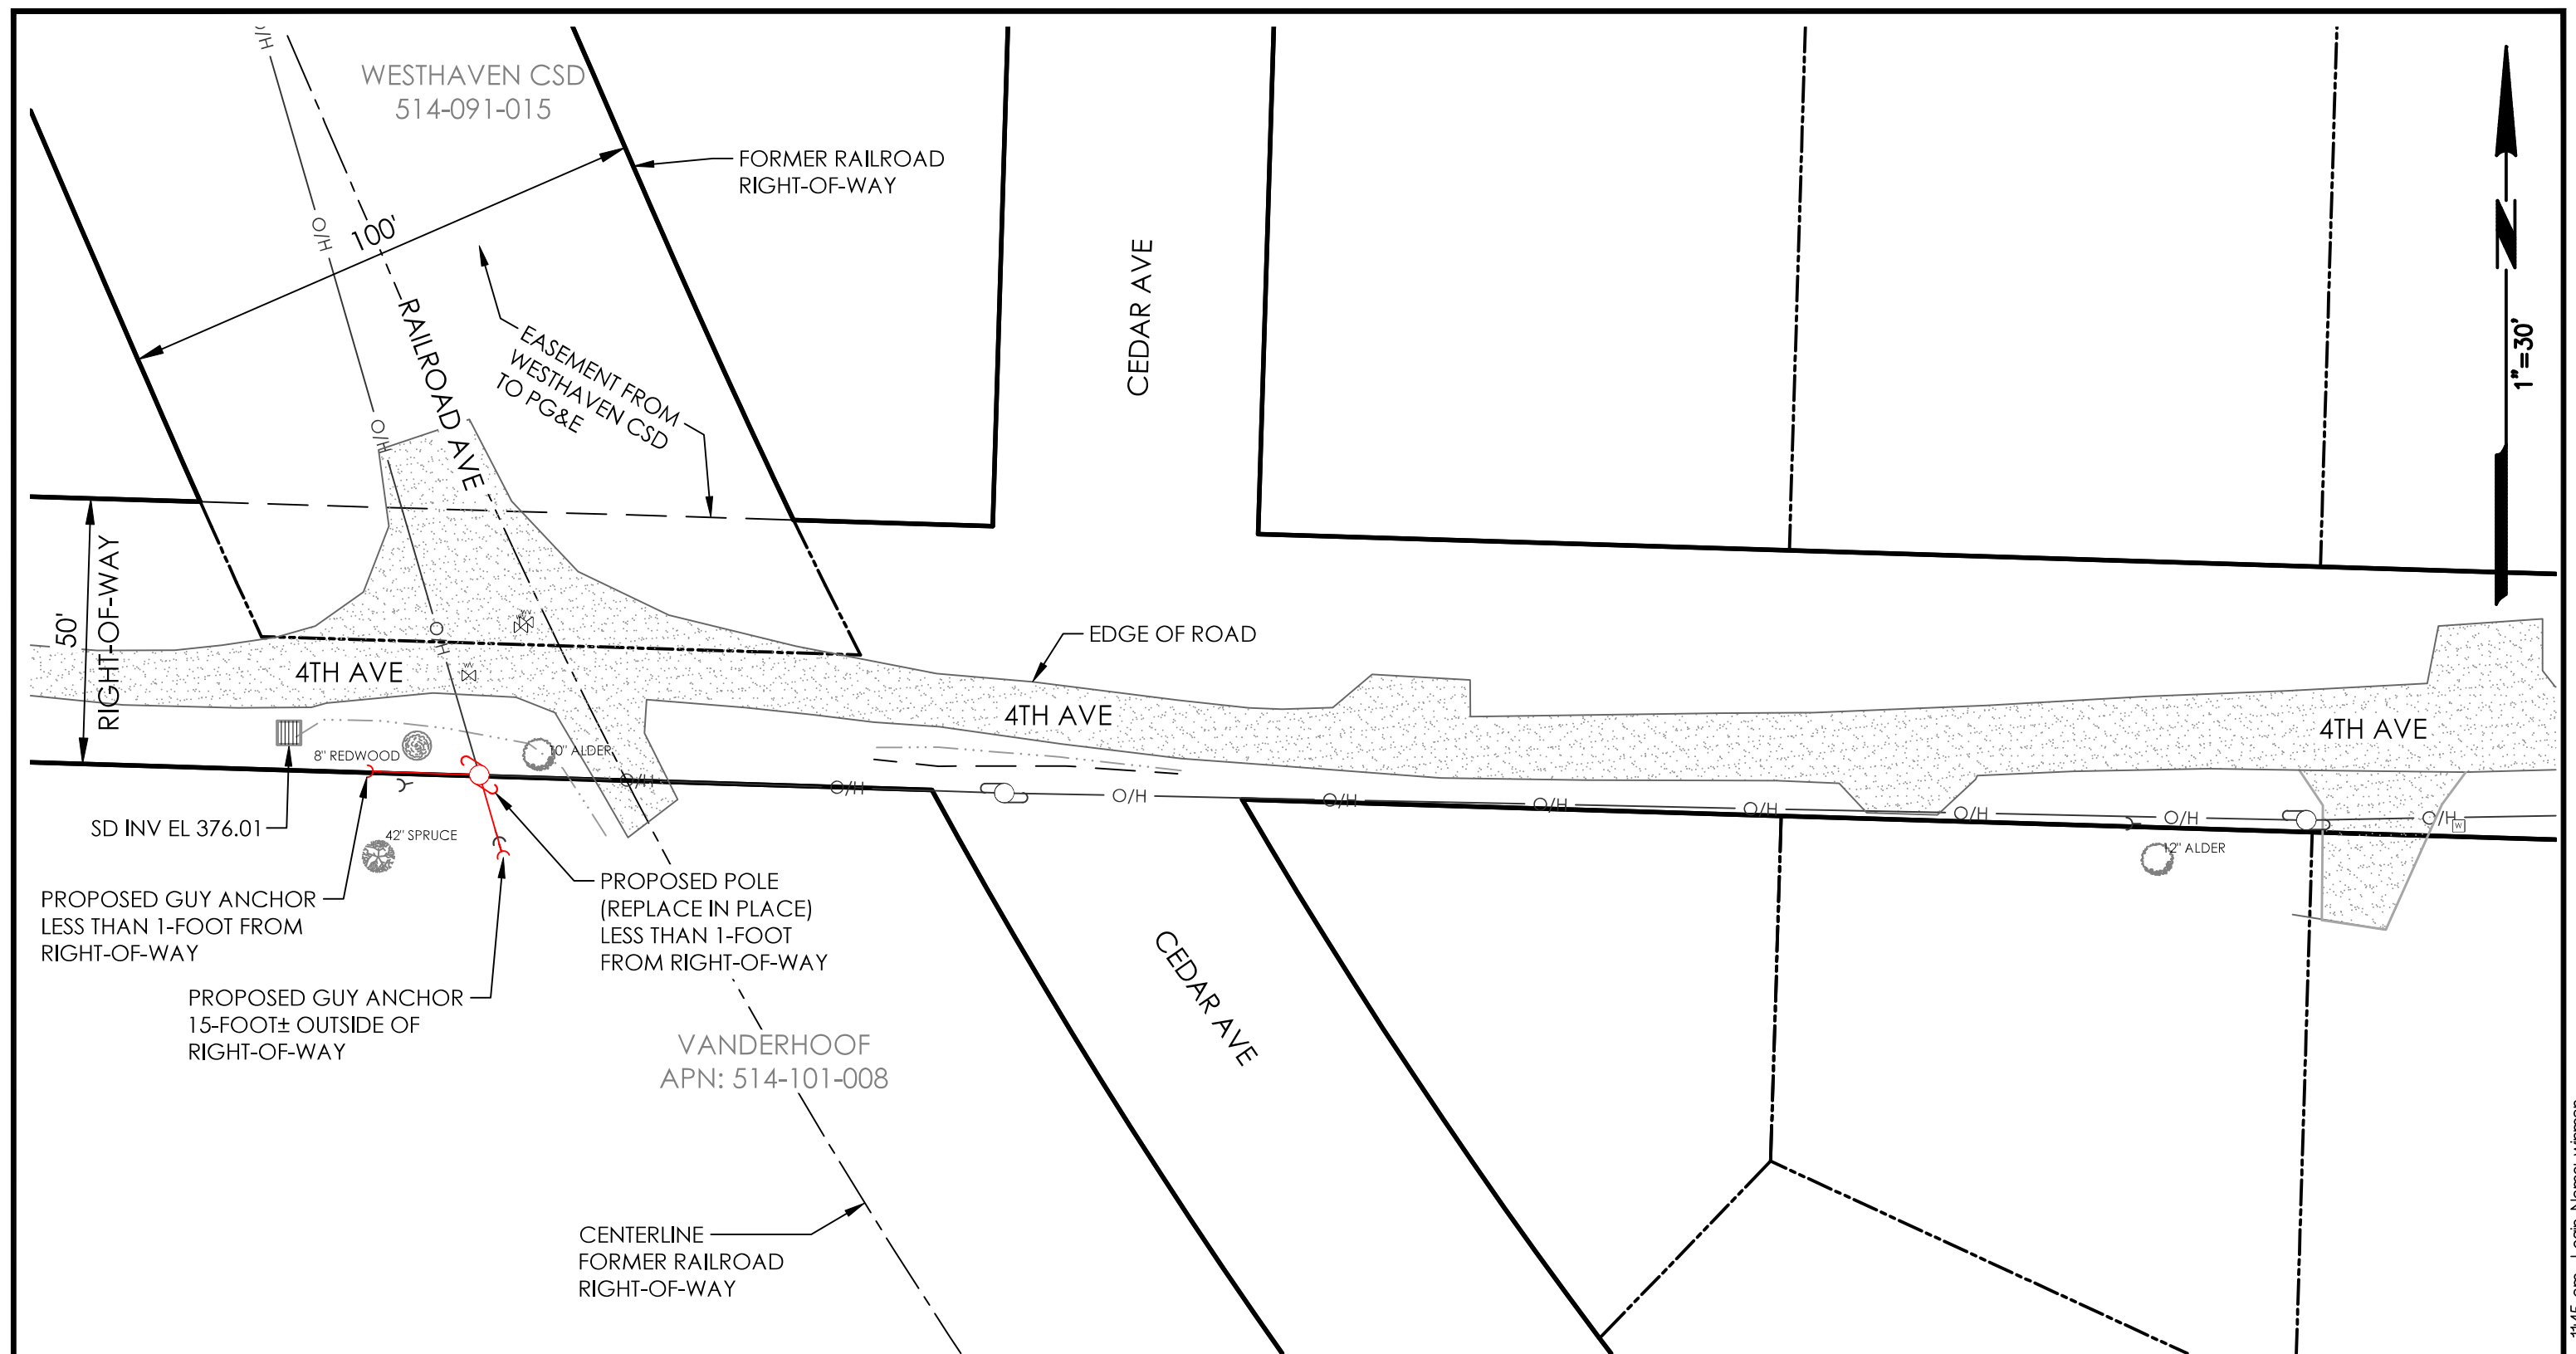 O/H
WESTHAVEN CSD
514-091-015
FORMER RAILROAD
RIGHT-OF-WAY
O/H
100'
RAILROAD AVE
EASEMENT FROM
WESTHAVEN CSD
TO PG&E
CEDAR AVE
N
1"=30'
O/H
50'
RIGHT-OF-WAY
O/H
WV
WV
4TH AVE
EDGE OF ROAD
4TH AVE
4TH AVE
8" REDWOOD
10" ALDER
O/H
O/H
O/H
O/H
O/H
O/H
O/H
O/H
O/H
W
SD INV EL 376.01
42" SPRUCE
12" ALDER
PROPOSED GUY ANCHOR
LESS THAN 1-FOOT FROM
RIGHT-OF-WAY
PROPOSED POLE
(REPLACE IN PLACE)
LESS THAN 1-FOOT
FROM RIGHT-OF-WAY
PROPOSED GUY ANCHOR
15-FOOT± OUTSIDE OF
RIGHT-OF-WAY
CEDAR AVE
VANDERHOOF
APN: 514-101-008
CENTERLINE
FORMER RAILROAD
RIGHT-OF-WAY